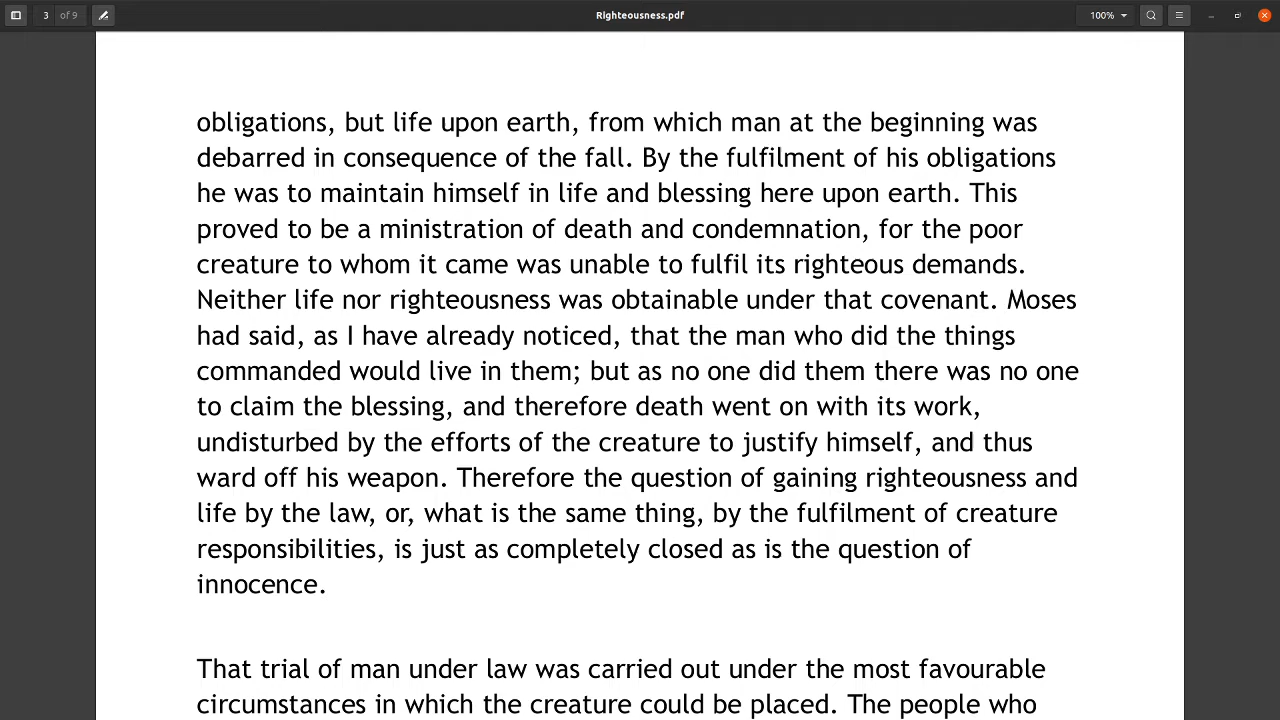 3 of 9
Righteousness.pdf
100%
obligations, but life upon earth, from which man at the beginning was
debarred in consequence of the fall. By the fulfilment of his obligations
he was to maintain himself in life and blessing here upon earth. This
proved to be a ministration of death and condemnation, for the poor
creature to whom it came was unable to fulfil its righteous demands.
Neither life nor righteousness was obtainable under that covenant. Moses
had said, as I have already noticed, that the man who did the things
commanded would live in them; but as no one did them there was no one
to claim the blessing, and therefore death went on with its work,
undisturbed by the efforts of the creature to justify himself, and thus
ward off his weapon. Therefore the question of gaining righteousness and
life by the law, or, what is the same thing, by the fulfilment of creature
responsibilities, is just as completely closed as is the question of
innocence.
That trial of man under law was carried out under the most favourable
circumstances in which the creature could be placed. The people who